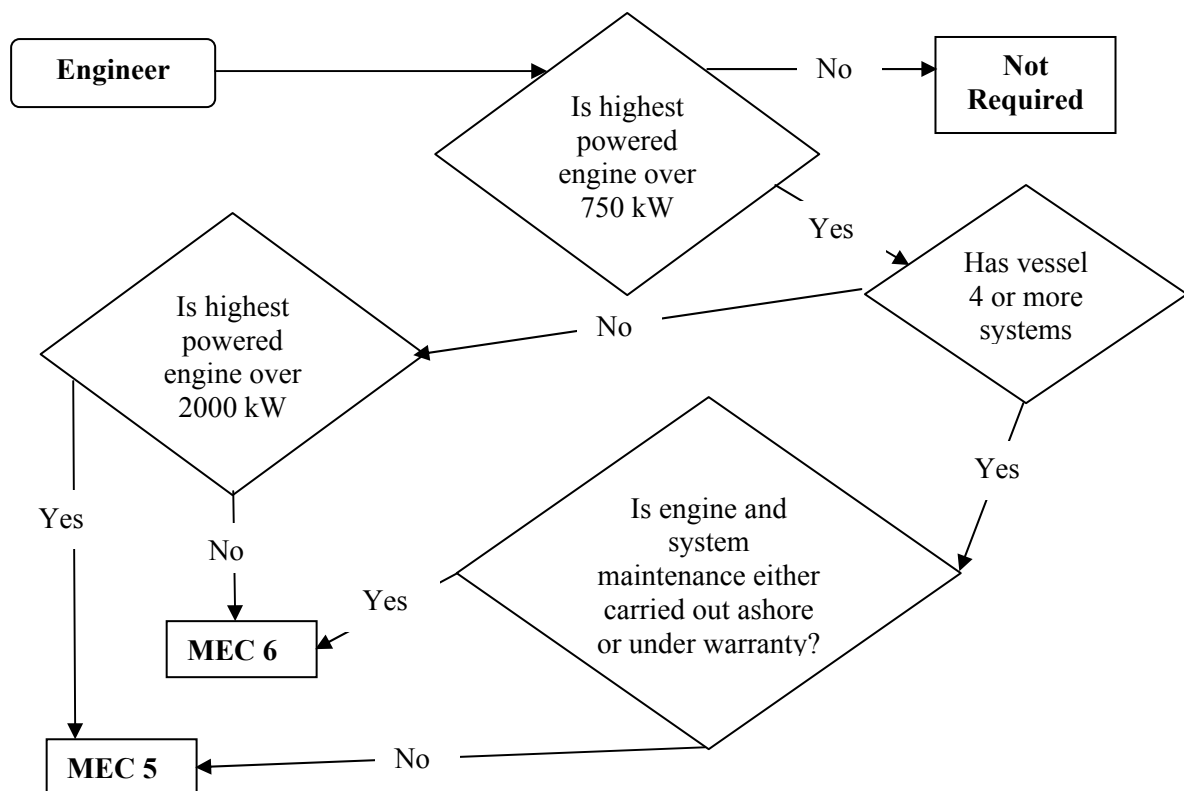 Engineer
Is highest
powered
engine over
750 kW
No
Not
Required
Yes
Has vessel
4 or more
systems
No
Is highest
powered
engine over
2000 kW
Yes
No
Yes
Is engine and
system
maintenance either
carried out ashore
or under warranty?
Yes
MEC 6
No
MEC 5